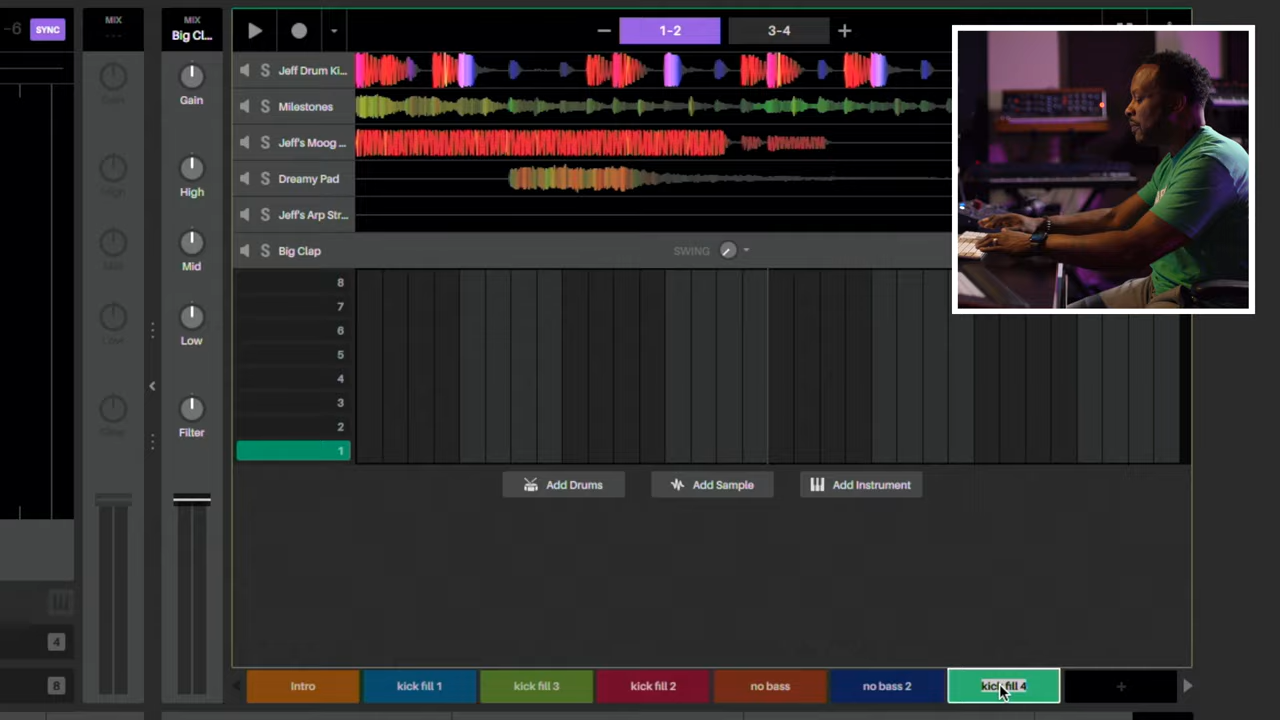 -6
SYNC
MIX
MIX
Big Cl...
1-2
3-4
Gain
High
Mid
Low
Filter
Jeff Drum Ki...
Milestones
Jeff's Moog ...
Dreamy Pad
Jeff's Arp Str...
Big Clap
SWING
8
7
6
5
4
3
2
1
Add Drums
Add Sample
Add Instrument
4
8
Intro
kick fill 1
kick fill 3
kick fill 2
no bass
no bass 2
kick fill 4